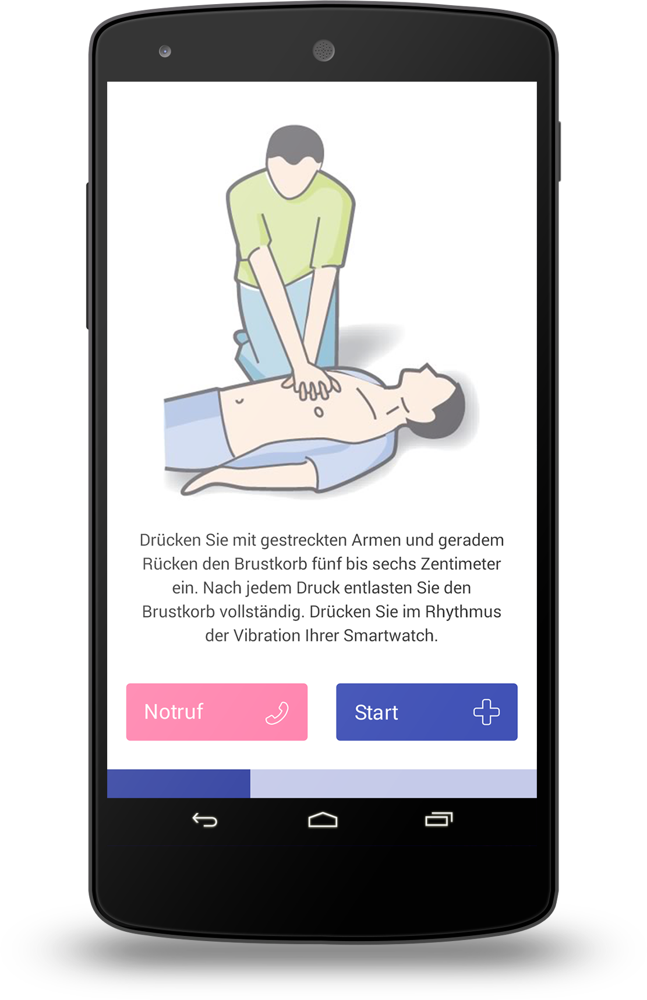 Drücken Sie mit gestreckten Armen und geradem
Rücken den Brustkorb fünf bis sechs Zentimeter
ein. Nach jedem Druck entlasten Sie den
Brustkorb vollständig. Drücken Sie im Rhythmus
der Vibration Ihrer Smartwatch.
Notruf
Start